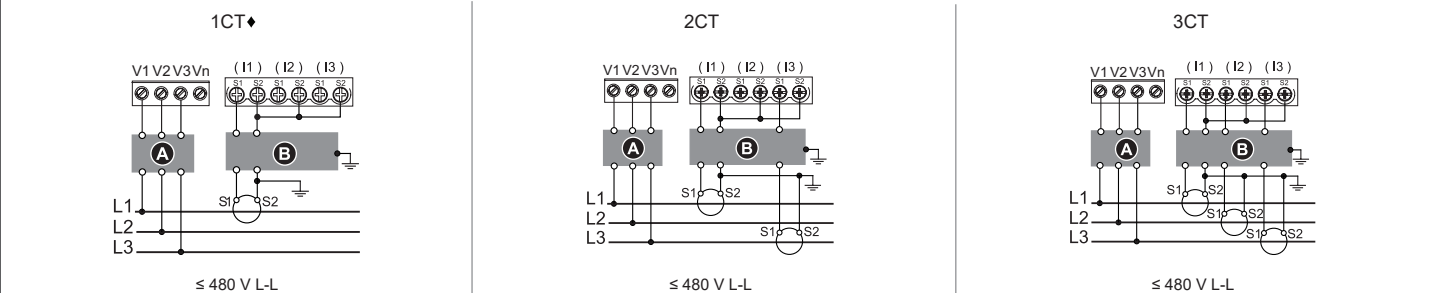 1CT♦
V1 V2 V3 Vn
( I1 ) ( I2 ) ( I3 )
S1 S2 S1 S2 S1 S2
A
B
S1 S2
L1
L2
L3
≤ 480 V L-L
2CT
V1 V2 V3 Vn
( I1 ) ( I2 ) ( I3 )
S1 S2 S1 S2 S1 S2
A
B
S1 S2
L1
L2
L3
S1 S2
≤ 480 V L-L
3CT
V1 V2 V3 Vn
( I1 ) ( I2 ) ( I3 )
S1 S2 S1 S2 S1 S2
A
B
S1 S2
L1
S1 S2
L2
S1 S2
L3
≤ 480 V L-L